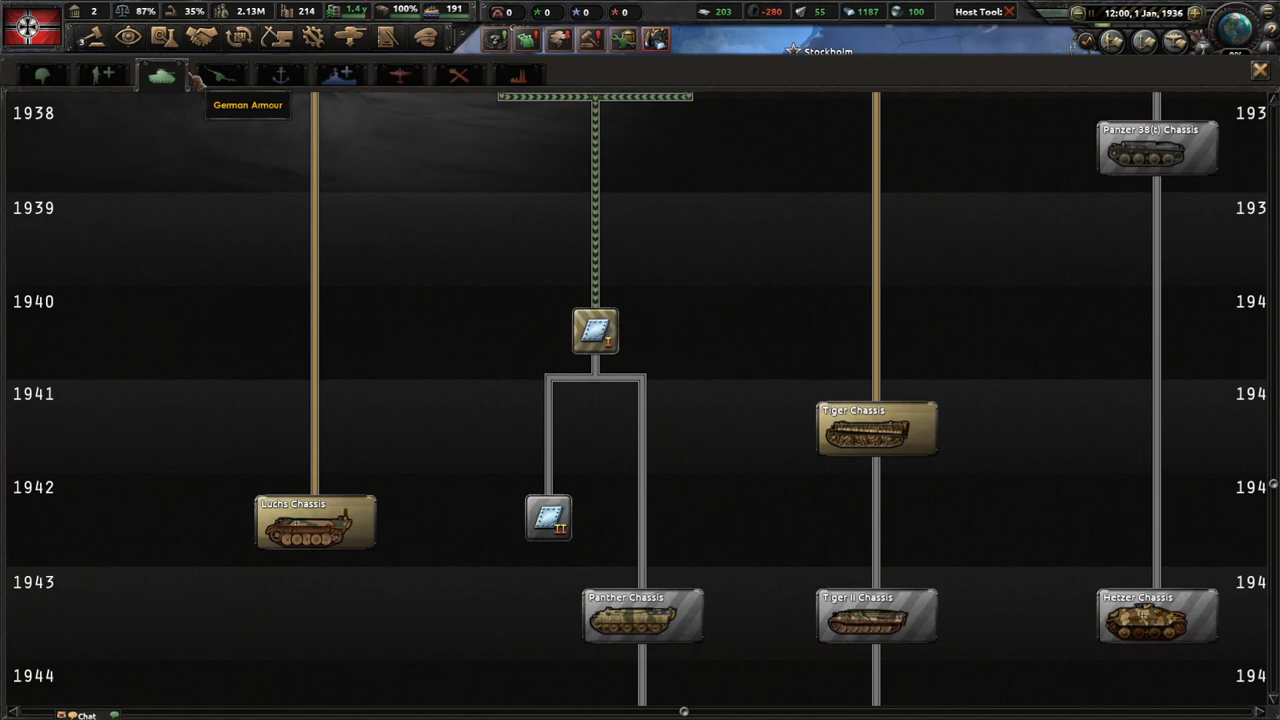 2 87% 35% 2.13M 214 1.4y 100% 191 0 0 0 0 203 -280 55 1187 100 Host Tool: 12:00, 1 Jan, 1936
3
Stockholm
German Armour
1938 193
Panzer 38(t) Chassis
1939 193
1940 194
I
1941 194
Tiger Chassis
1942 194
Luchs Chassis
II
1943 194
Panther Chassis Tiger II Chassis Hetzer Chassis
1944 194
Chat